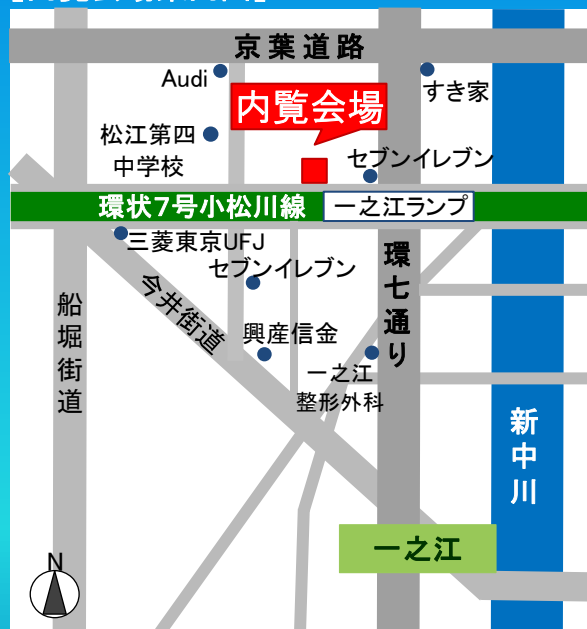 京葉道路
Audi
すき家
内覧会場
松江第四
中学校
セブンイレブン
環状7号小松川線
一之江ランプ
三菱東京UFJ
セブンイレブン
環七通り
今井街道
船堀街道
興産信金
一之江
整形外科
新中川
一之江
N